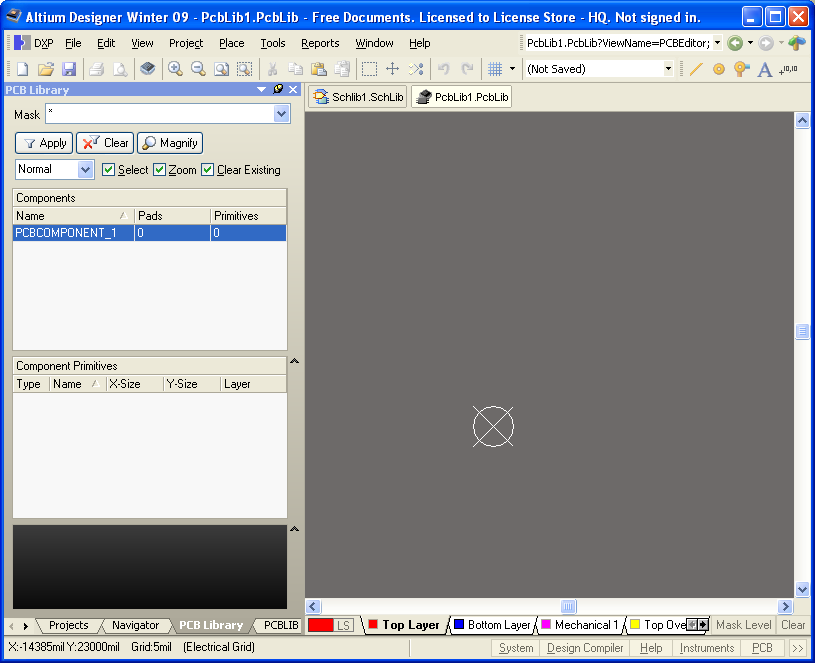 Altium Designer Winter 09 - PcbLib1.PcbLib - Free Documents. Licensed to License Store - HQ. Not signed in.
DXP File Edit View Project Place Tools Reports Window Help PcbLib1.PcbLib?ViewName=PCBEditor;
(Not Saved) A +10,10
PCB Library
Schlib1.SchLib PcbLib1.PcbLib
Mask *
Apply Clear Magnify
Normal Select Zoom Clear Existing
Components
Name Pads Primitives
PCBCOMPONENT_1 0 0
Component Primitives
Type Name X-Size Y-Size Layer
Projects Navigator PCB Library PCBLIB LS Top Layer Bottom Layer Mechanical 1 Top Ove Mask Level Clear
X:-14385mil Y:23000mil Grid:5mil (Electrical Grid) System Design Compiler Help Instruments PCB >>